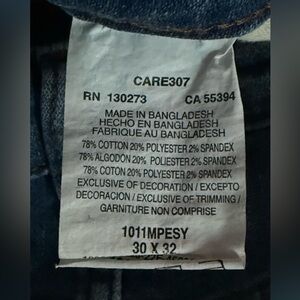 CARE307
RN 130273 CA 55394
MADE IN BANGLADESH
HECHO EN BANGLADESH
FABRIQUE AU BANGLADESH
78% COTTON 20% POLIESTER 2% SPANDEX
78% ALGODON 20% POLIESTER 2% SPANDEX
78% COTON 20% POLYESTER 2% SPANDEX
EXCLUSIVE OF DECORATION / EXCEPTO
DECORACION / EXCLUSIVE OF TRIMMING /
GARNITURE NON COMPRISE
1011MPESY
30 X 32